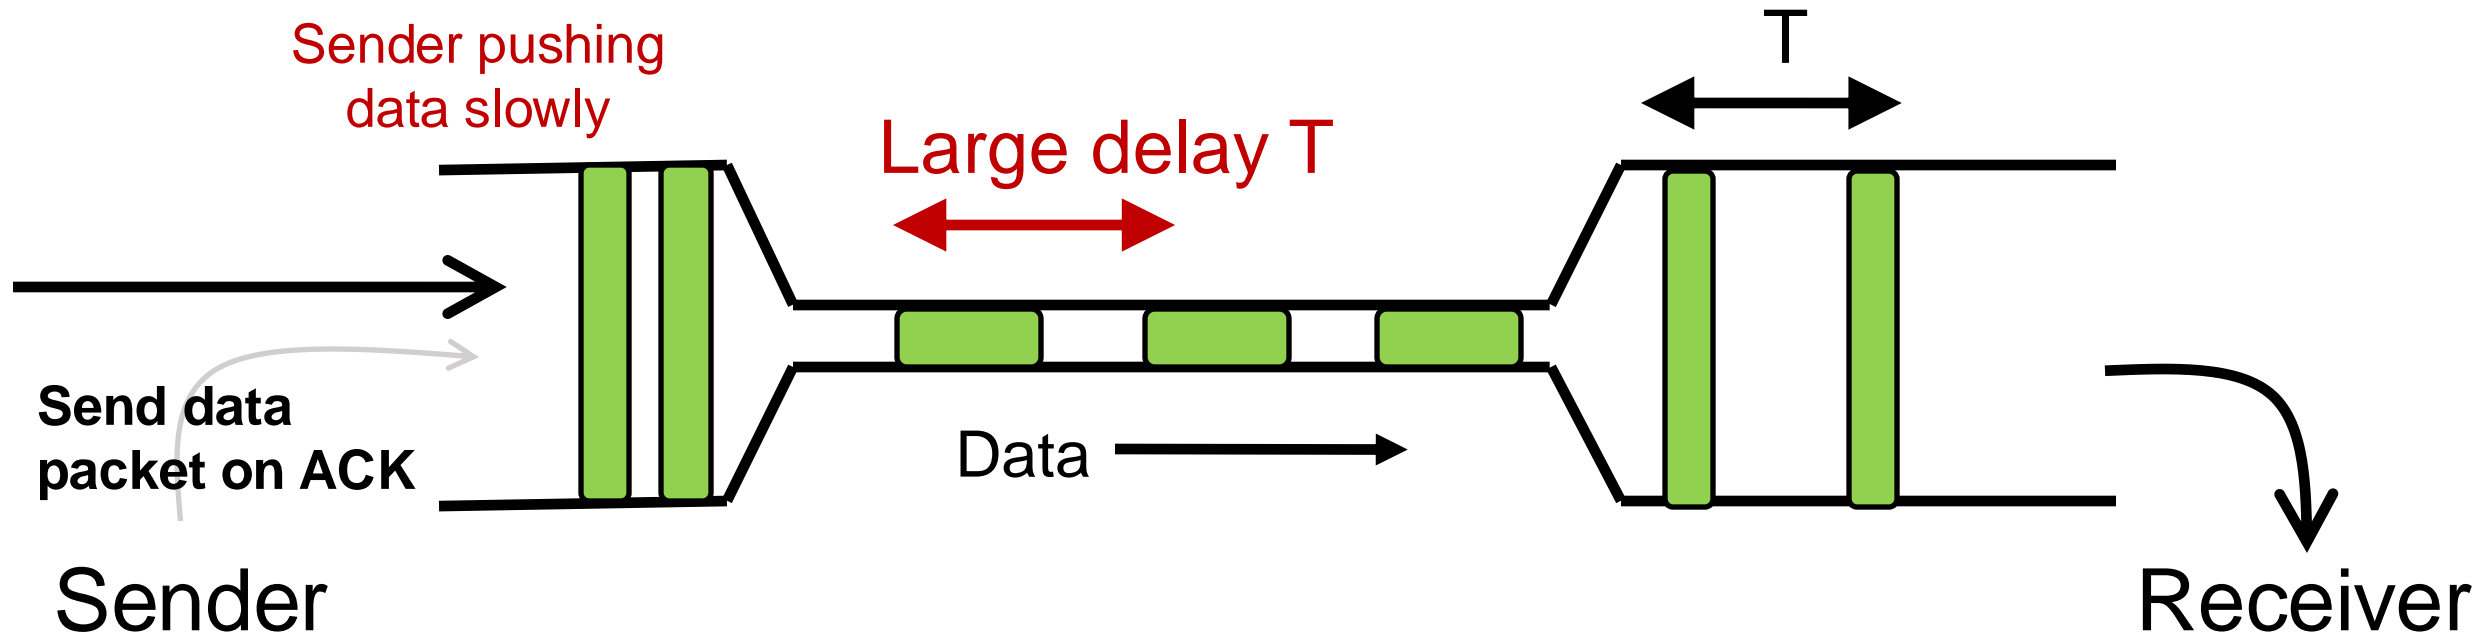 Sender pushing
data slowly
Large delay T
T
Send data
packet on ACK
Data
Sender
Receiver